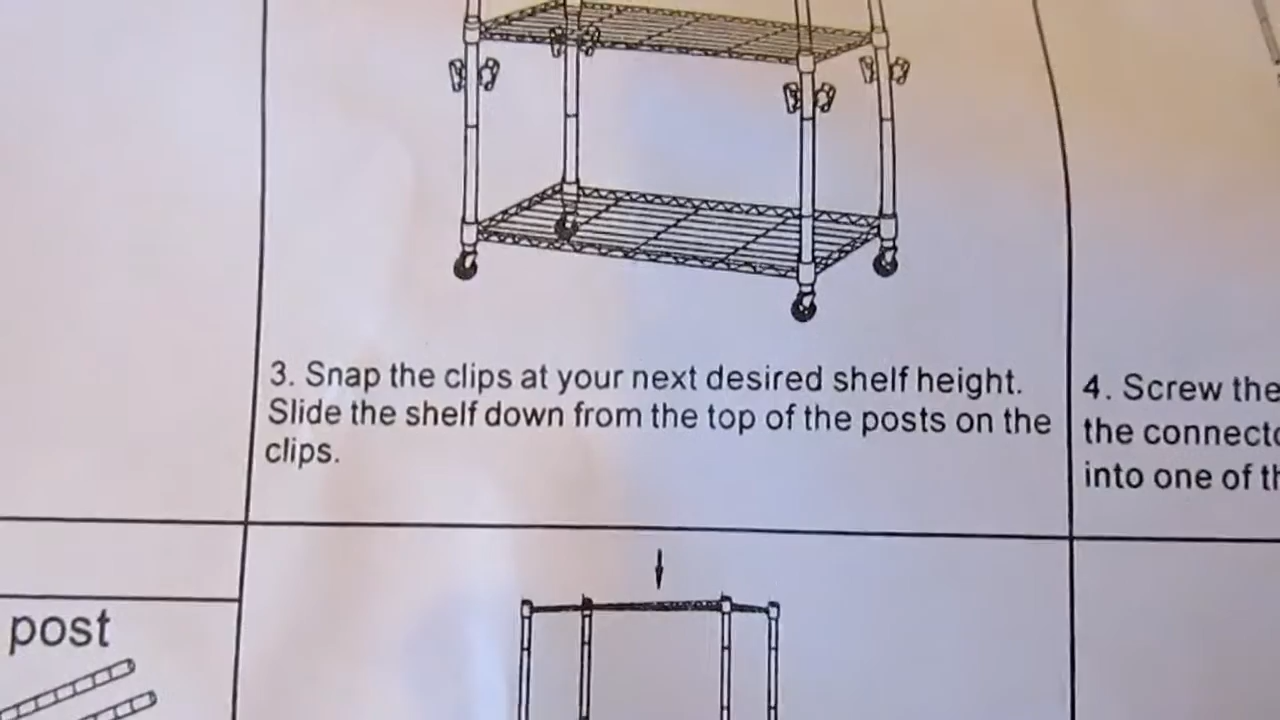 3. Snap the clips at your next desired shelf height.
Slide the shelf down from the top of the posts on the
clips.
4. Screw the
the connecto
into one of th
post